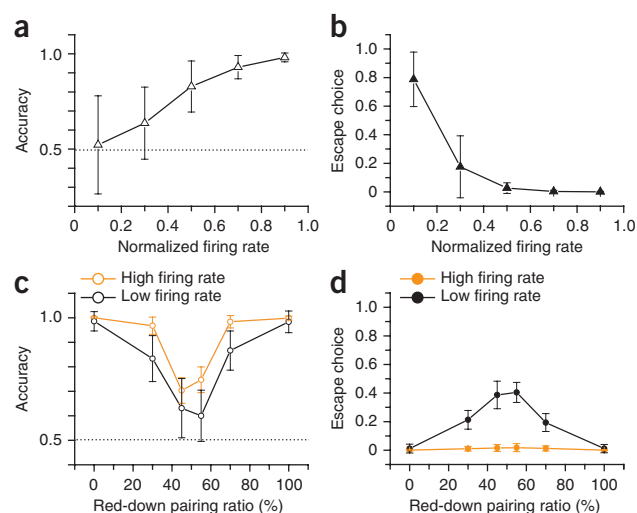 a
1.0
0.5
Accuracy
0 0.2 0.4 0.6 0.8 1.0
Normalized firing rate
b
1.0
0.8
0.6
0.4
0.2
0
Escape choice
0 0.2 0.4 0.6 0.8 1.0
Normalized firing rate
c
High firing rate
Low firing rate
1.0
0.5
Accuracy
0 20 40 60 80 100
Red-down pairing ratio (%)
d
High firing rate
Low firing rate
1.0
0.8
0.6
0.4
0.2
0
Escape choice
0 20 40 60 80 100
Red-down pairing ratio (%)